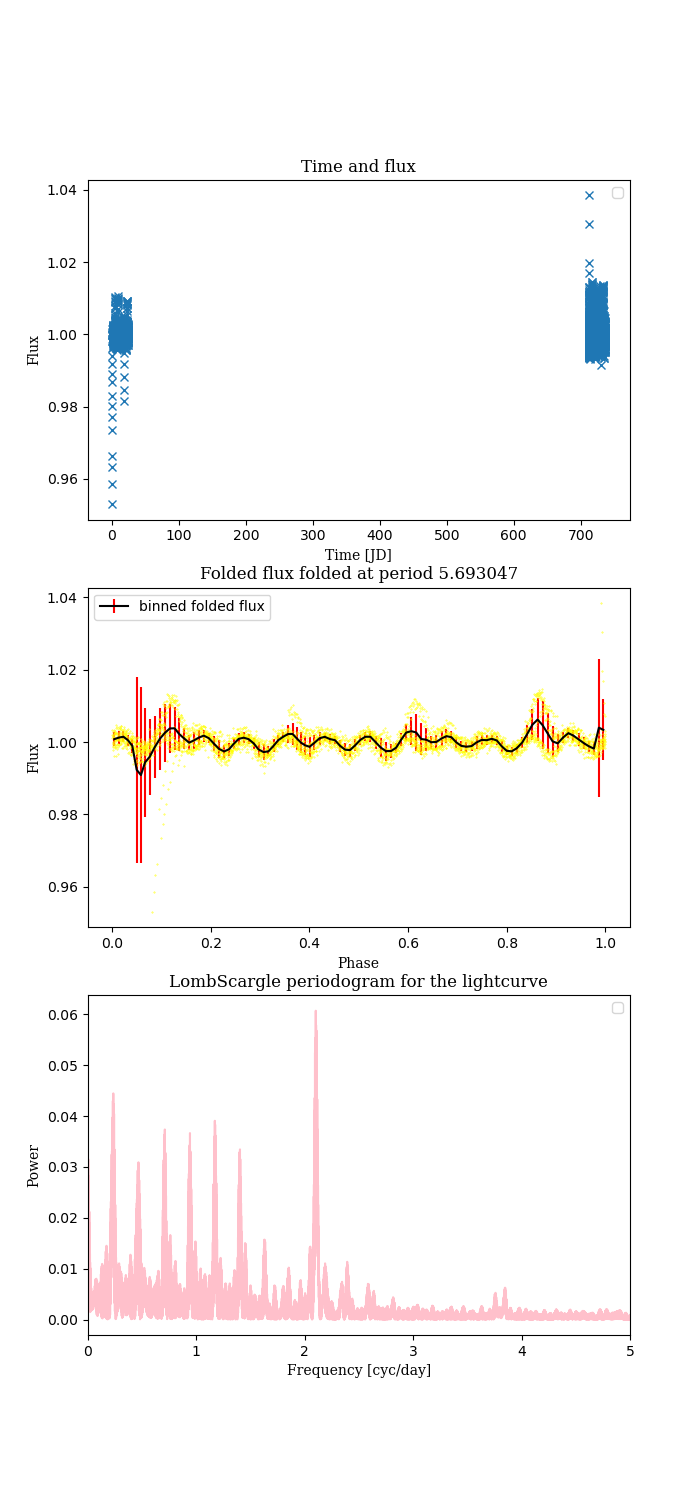 Time and flux
1.04
1.02
1.00
0.98
0.96
Flux
0 100 200 300 400 500 600 700
Time [JD]
Folded flux folded at period 5.693047
binned folded flux
1.04
1.02
1.00
0.98
0.96
Flux
0.0 0.2 0.4 0.6 0.8 1.0
Phase
LombScargle periodogram for the lightcurve
0.06
0.05
0.04
0.03
0.02
0.01
0.00
Power
0 1 2 3 4 5
Frequency [cyc/day]